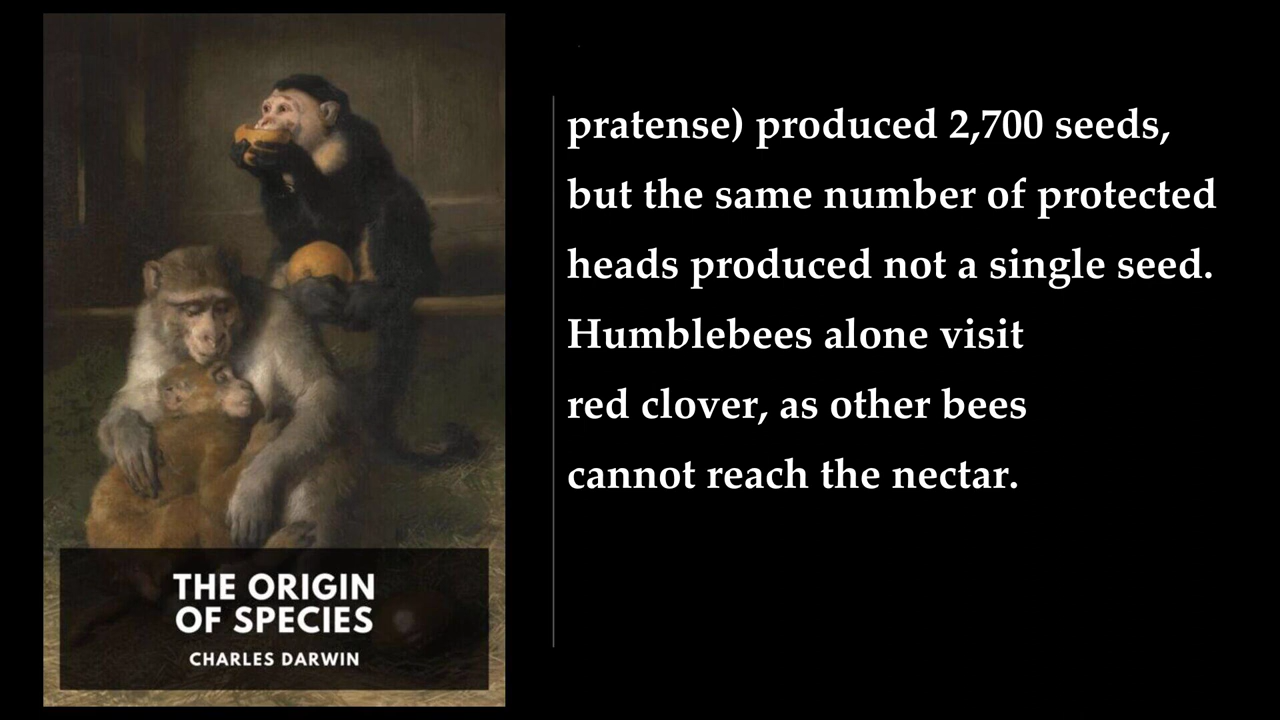 pratense) produced 2,700 seeds,
but the same number of protected
heads produced not a single seed.
Humblebees alone visit
red clover, as other bees
cannot reach the nectar.
THE ORIGIN
OF SPECIES
CHARLES DARWIN